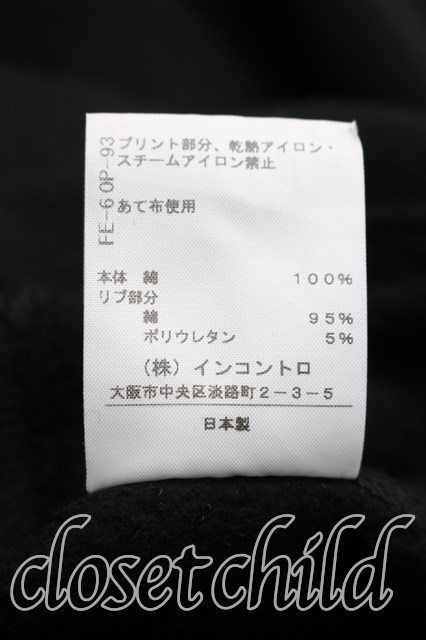 FE-6 OP-93
プリント部分、乾熱アイロン・
スチームアイロン禁止
あて布使用
本体 綿 100%
リブ部分
綿 95%
ポリウレタン 5%
(株)インコントロ
大阪市中央区淡路町2-3-5
日本製
closet child